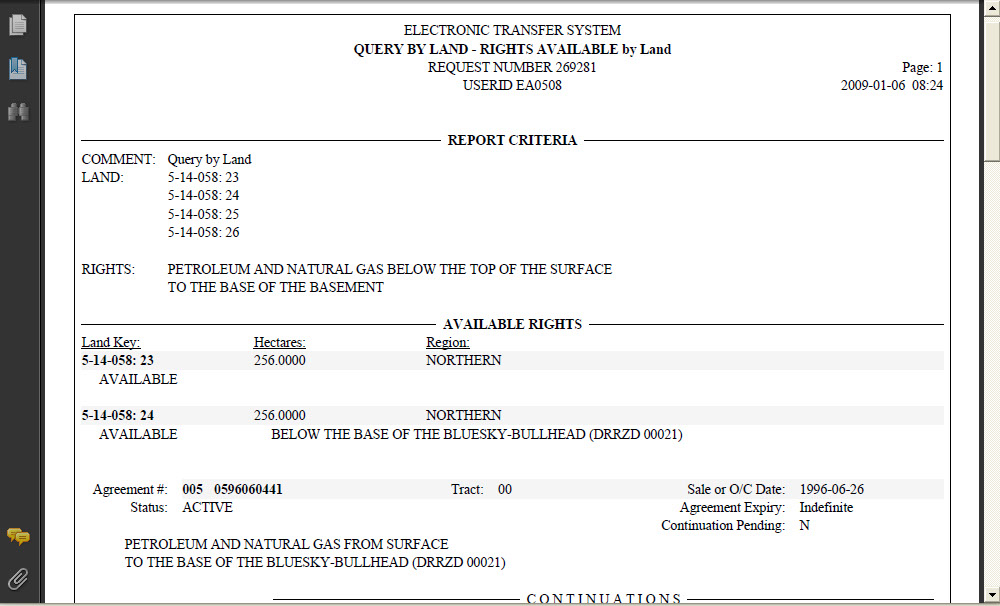 ELECTRONIC TRANSFER SYSTEM
QUERY BY LAND - RIGHTS AVAILABLE by Land
REQUEST NUMBER 269281 Page: 1
USERID EA0508 2009-01-06 08:24
REPORT CRITERIA
COMMENT: Query by Land
LAND: 5-14-058: 23
5-14-058: 24
5-14-058: 25
5-14-058: 26
RIGHTS: PETROLEUM AND NATURAL GAS BELOW THE TOP OF THE SURFACE
TO THE BASE OF THE BASEMENT
AVAILABLE RIGHTS
Land Key: Hectares: Region:
5-14-058: 23 256.0000 NORTHERN
AVAILABLE
5-14-058: 24 256.0000 NORTHERN
AVAILABLE BELOW THE BASE OF THE BLUESKY-BULLHEAD (DRRZD 00021)
Agreement #: 005 0596060441 Tract: 00 Sale or O/C Date: 1996-06-26
Status: ACTIVE Agreement Expiry: Indefinite
Continuation Pending: N
PETROLEUM AND NATURAL GAS FROM SURFACE
TO THE BASE OF THE BLUESKY-BULLHEAD (DRRZD 00021)
CONTINUATIONS